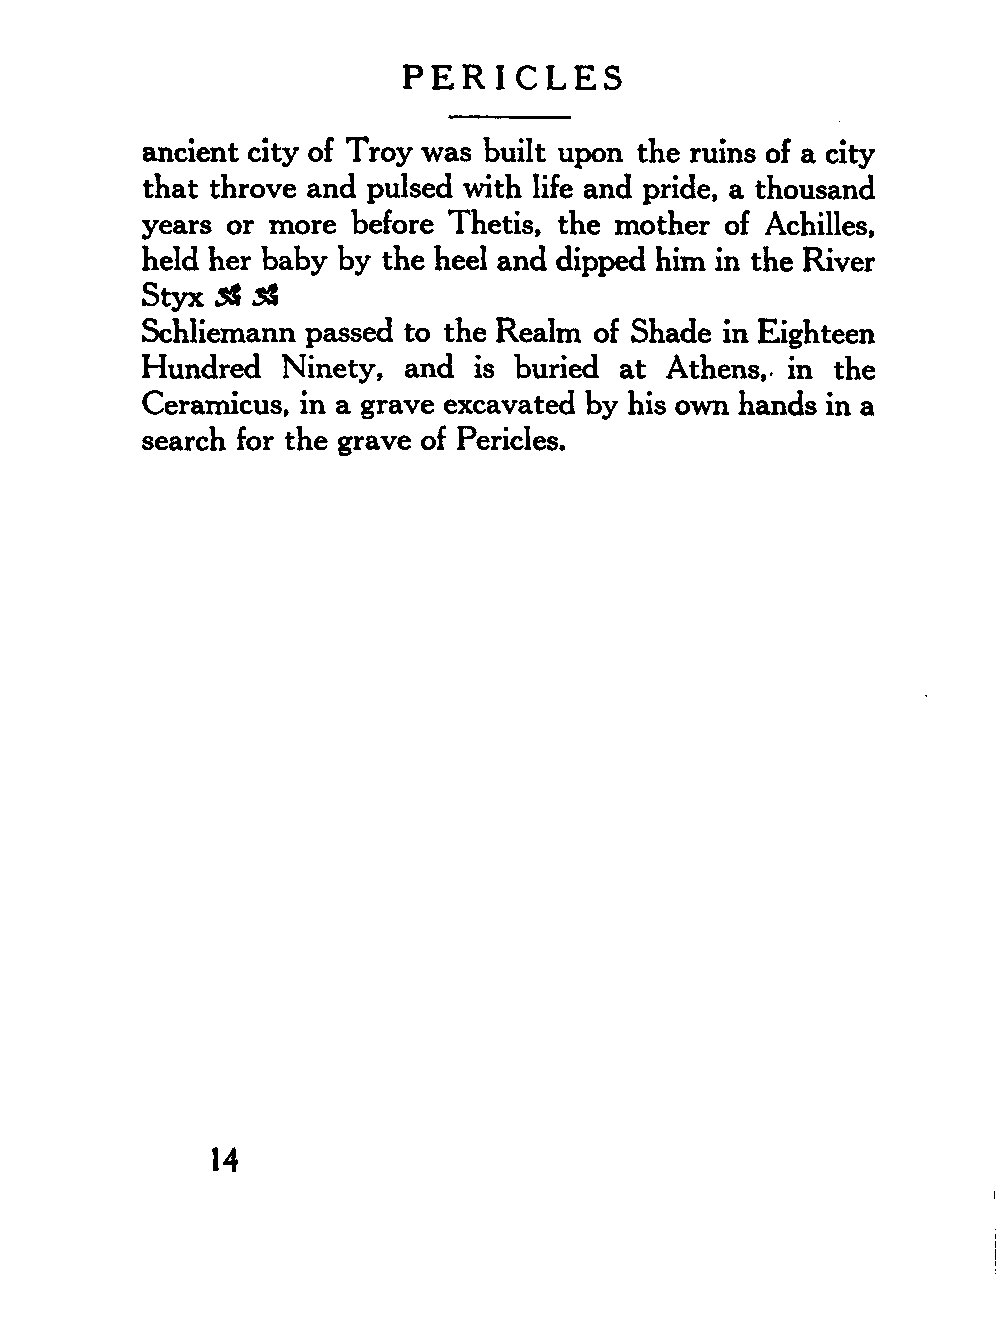 PERICLES
ancient city of Troy was built upon the ruins of a city
that throve and pulsed with life and pride, a thousand
years or more before Thetis, the mother of Achilles,
held her baby by the heel and dipped him in the River
Styx
Schliemann passed to the Realm of Shade in Eighteen
Hundred Ninety, and is buried at Athens, in the
Ceramicus, in a grave excavated by his own hands in a
search for the grave of Pericles.
14